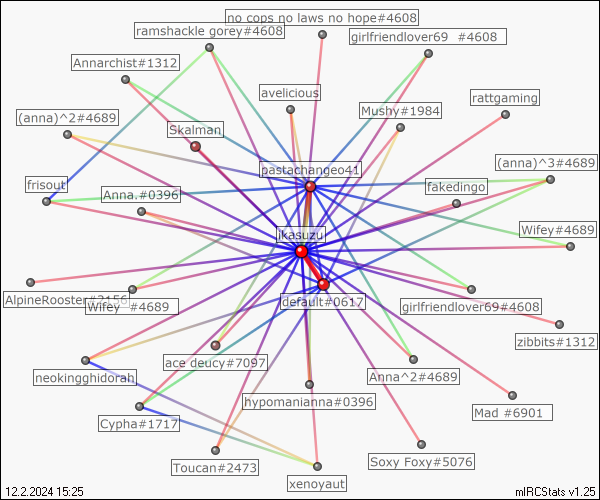 no cops no laws no hope#4608
ramshackle gorey#4608
girlfriendlover69 #4608
Annarchist#1312
avelicious
rattgaming
(anna)^2#4689
Mushy#1984
Skalman
pastachangeo41
(anna)^3#4689
frisout
Anna.#0396
fakedingo
jkasuzu
Wifey#4689
AlpineRooster#2156
Wifey #4689
default#0617
girlfriendlover69#4608
zibbits#1312
ace deucy#7097
neokingghidorah
Anna^2#4689
hypomanianna#0396
Mad #6901
Cypha#1717
Toucan#2473
Soxy Foxy#5076
xenoyaut
12.2.2024 15:25
mIRCStats v1.25